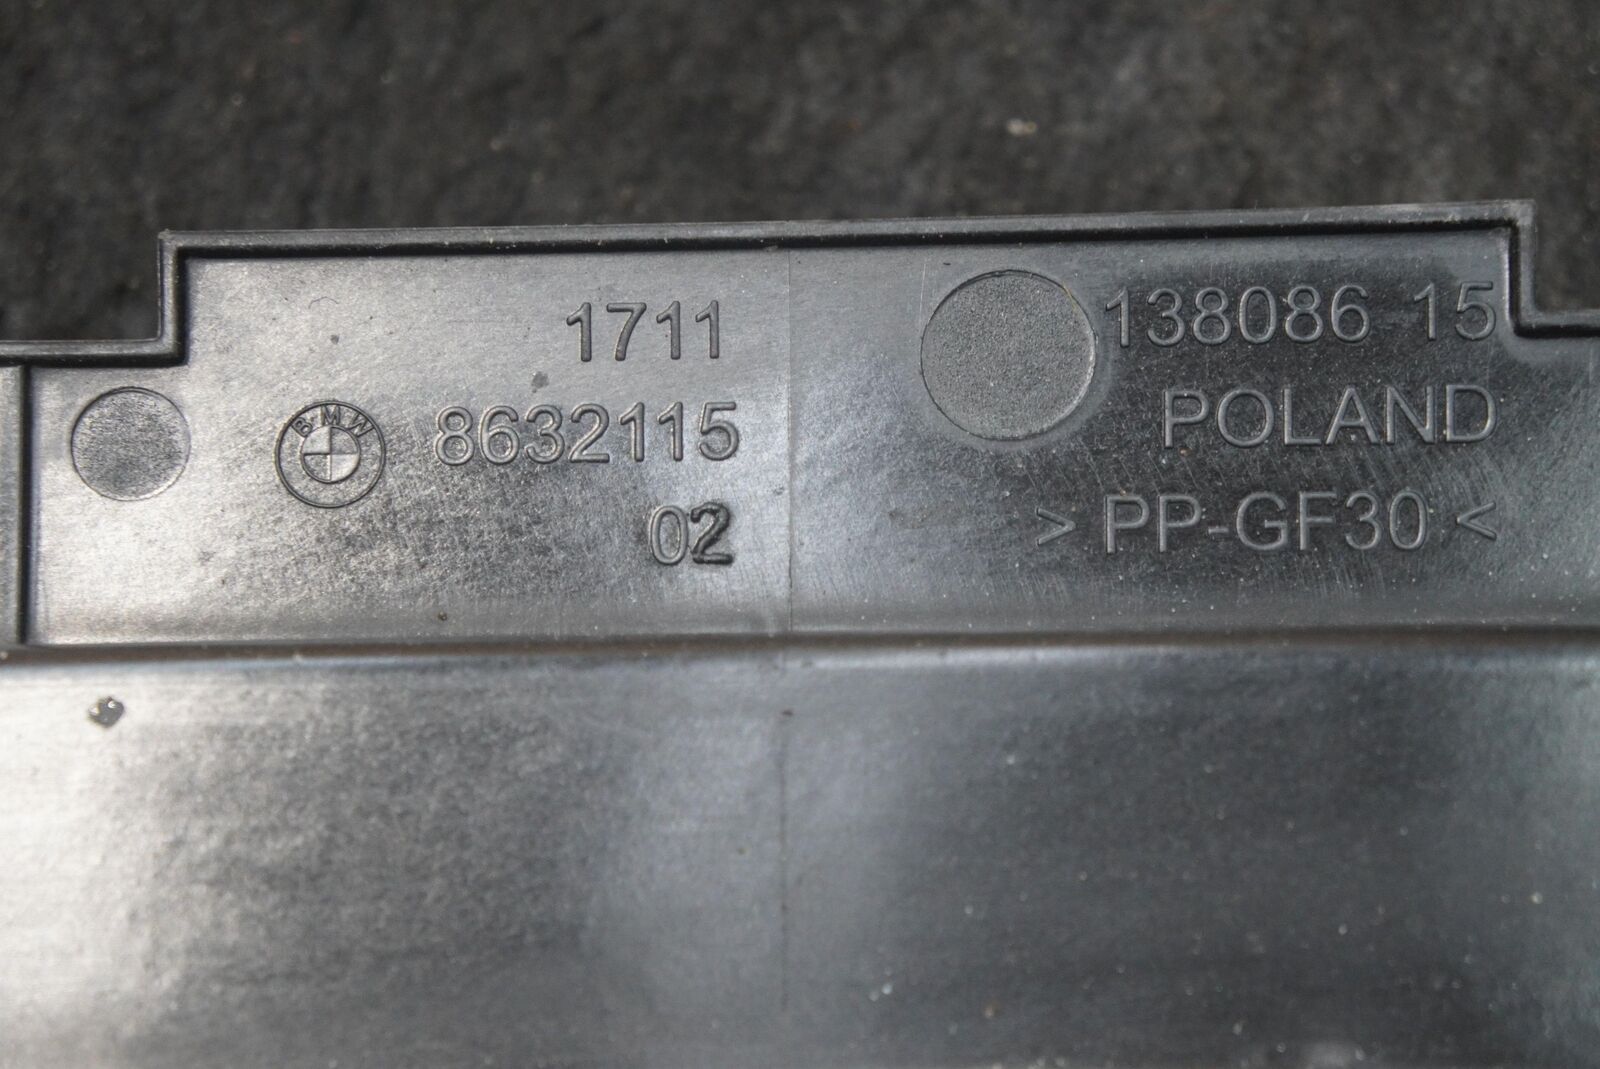 1711
BMW 8632115
02
138086 15
POLAND
> PP-GF30 <